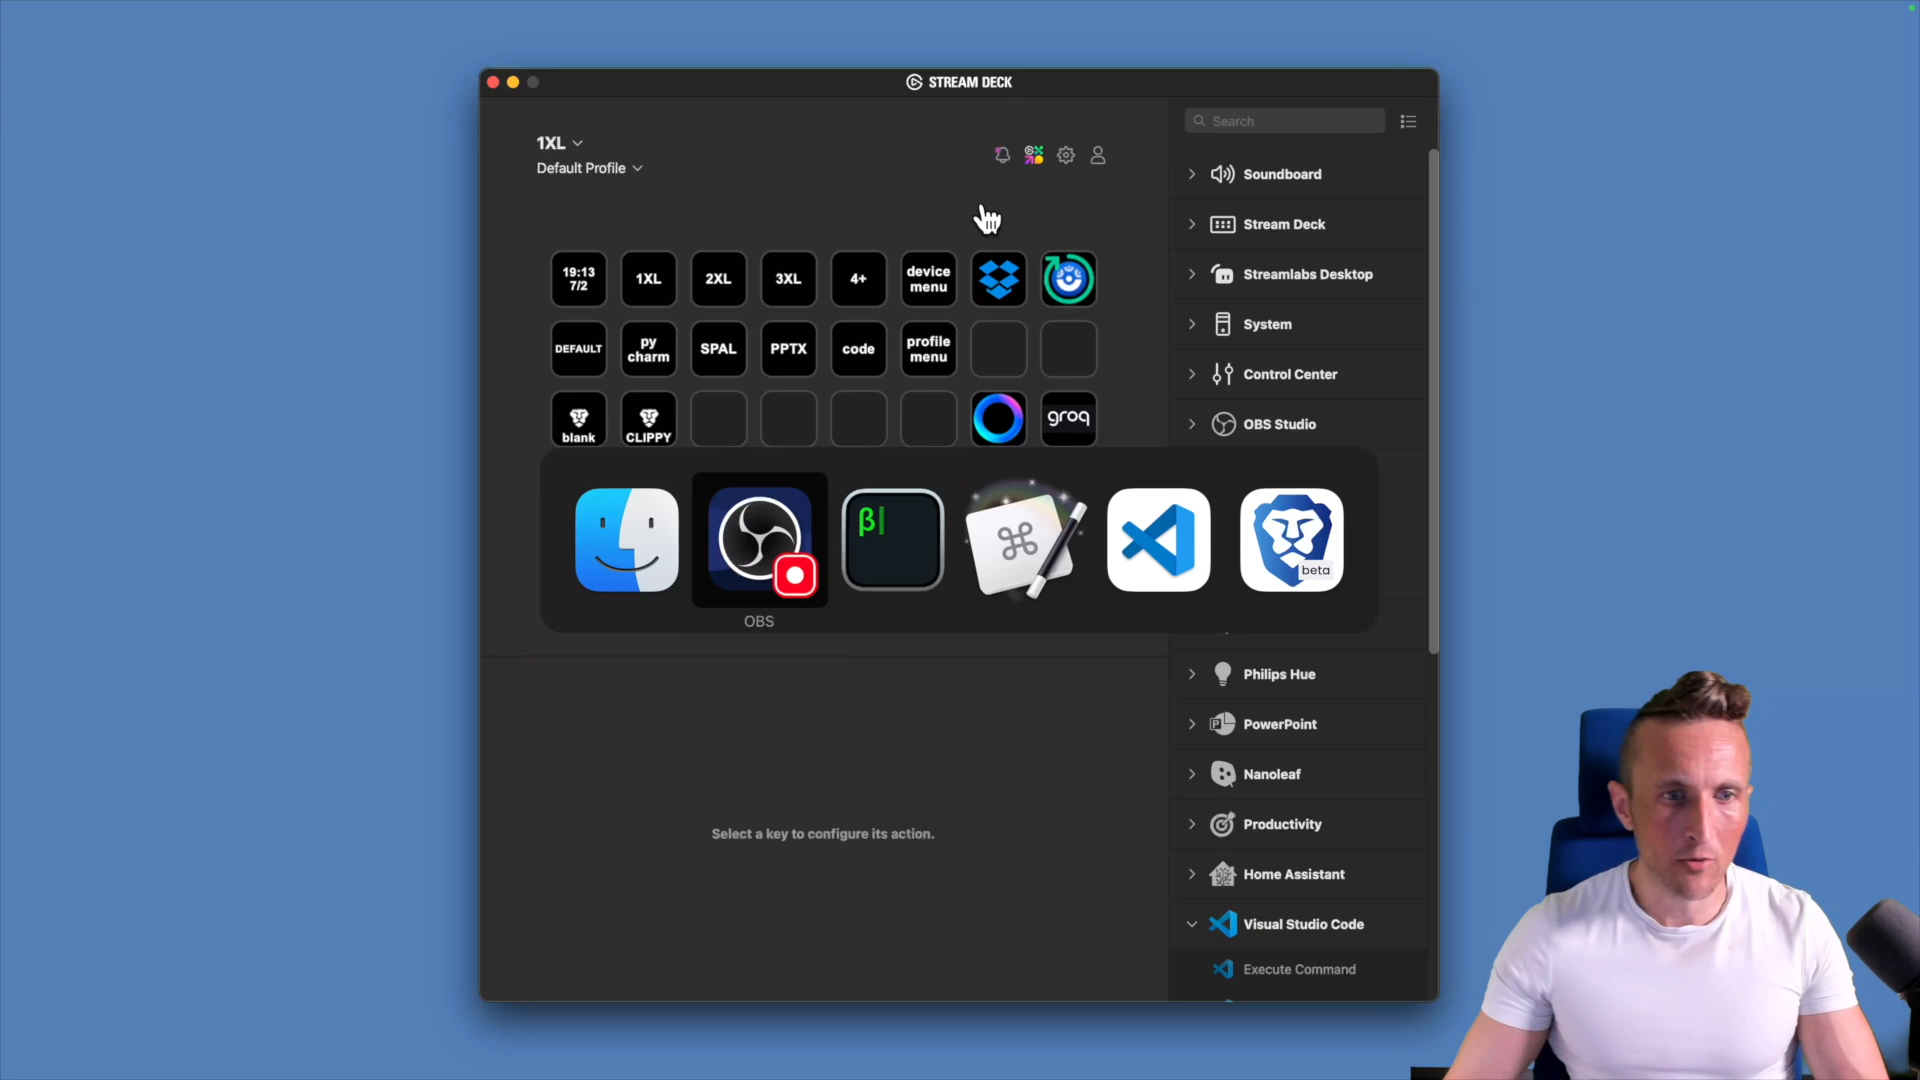 STREAM DECK
1XL
Default Profile
Search
Soundboard
Stream Deck
Streamlabs Desktop
System
Control Center
OBS Studio
19:13
7/2
1XL
2XL
3XL
4+
device
menu
DEFAULT
py
charm
SPAL
PPTX
code
profile
menu
blank
CLIPPY
groq
β
beta
OBS
Philips Hue
PowerPoint
Nanoleaf
Productivity
Home Assistant
Visual Studio Code
Execute Command
Select a key to configure its action.